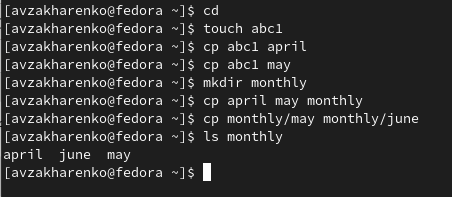 [avzakharenko@fedora ~]$ cd
[avzakharenko@fedora ~]$ touch abc1
[avzakharenko@fedora ~]$ cp abc1 april
[avzakharenko@fedora ~]$ cp abc1 may
[avzakharenko@fedora ~]$ mkdir monthly
[avzakharenko@fedora ~]$ cp april may monthly
[avzakharenko@fedora ~]$ cp monthly/may monthly/june
[avzakharenko@fedora ~]$ ls monthly
april  june  may
[avzakharenko@fedora ~]$